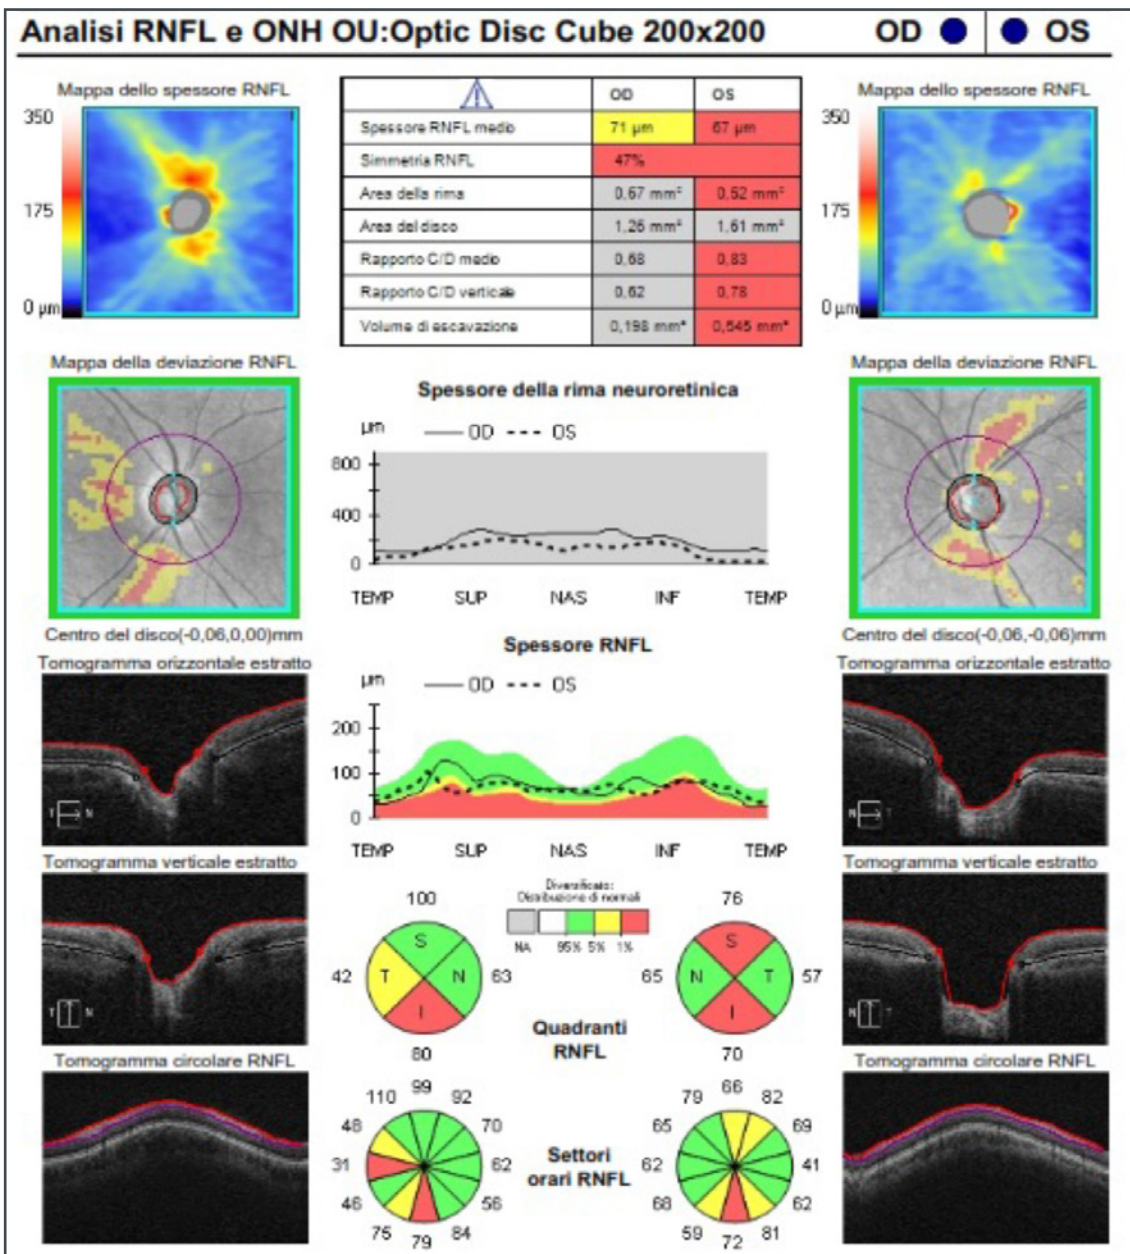 Analisi RNFL e ONH OU:Optic Disc Cube 200x200
OD OS
Mappa dello spessore RNFL
350
175
0 µm
OD OS
Spessore RNFL medio 71 µm 67 µm
Simmetria RNFL 47%
Area della rima 0,67 mm² 0,52 mm²
Area del disco 1,26 mm² 1,61 mm²
Rapporto C/D medio 0,68 0,83
Rapporto C/D verticale 0,62 0,78
Volume di escavazione 0,198 mm³ 0,545 mm³
Mappa dello spessore RNFL
350
175
0 µm
Mappa della deviazione RNFL
Centro del disco(-0,06,0,00)mm
Spessore della rima neuroretinica
µm OD OS
800
400
0
TEMP SUP NAS INF TEMP
Mappa della deviazione RNFL
Centro del disco(-0,06,-0,06)mm
Tomogramma orizzontale estratto
T N
Spessore RNFL
µm OD OS
200
100
0
TEMP SUP NAS INF TEMP
Tomogramma orizzontale estratto
N T
Tomogramma verticale estratto
T N
Tomogramma verticale estratto
N T
Diversificato:
Distribuzione di normali
NA 95% 5% 1%
100
S
42 T N 63
I
80
76
S
65 N T 57
I
70
Quadranti
RNFL
Tomogramma circolare RNFL
99
110 92
48 70
31 62
46 56
75 84
79
Settori
orari RNFL
66
79 82
65 69
62 41
68 62
59 81
72
Tomogramma circolare RNFL